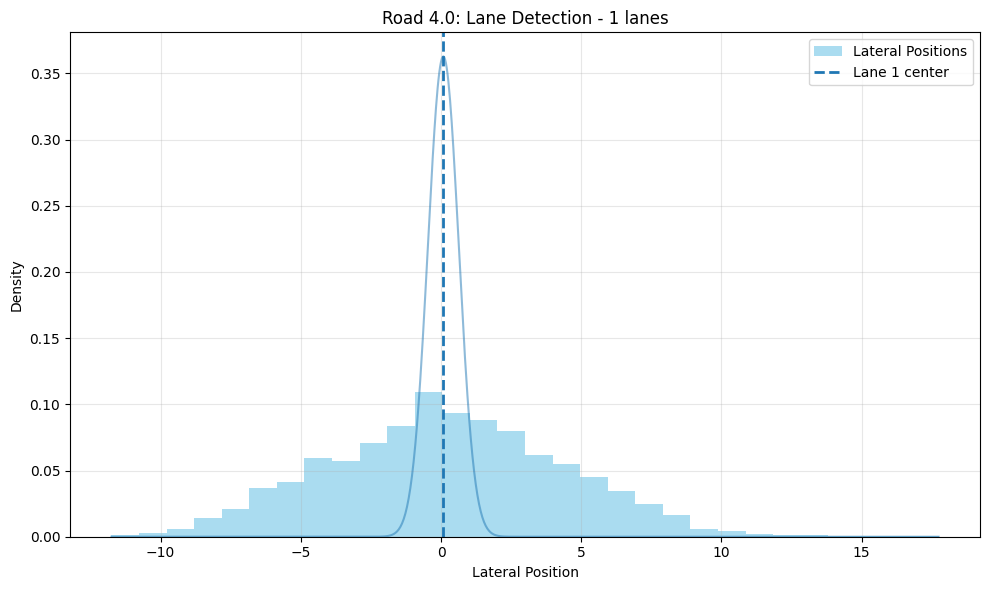 Road 4.0: Lane Detection - 1 lanes
Lateral Positions
Lane 1 center
Density
0.35
0.30
0.25
0.20
0.15
0.10
0.05
0.00
−10
−5
0
5
10
15
Lateral Position